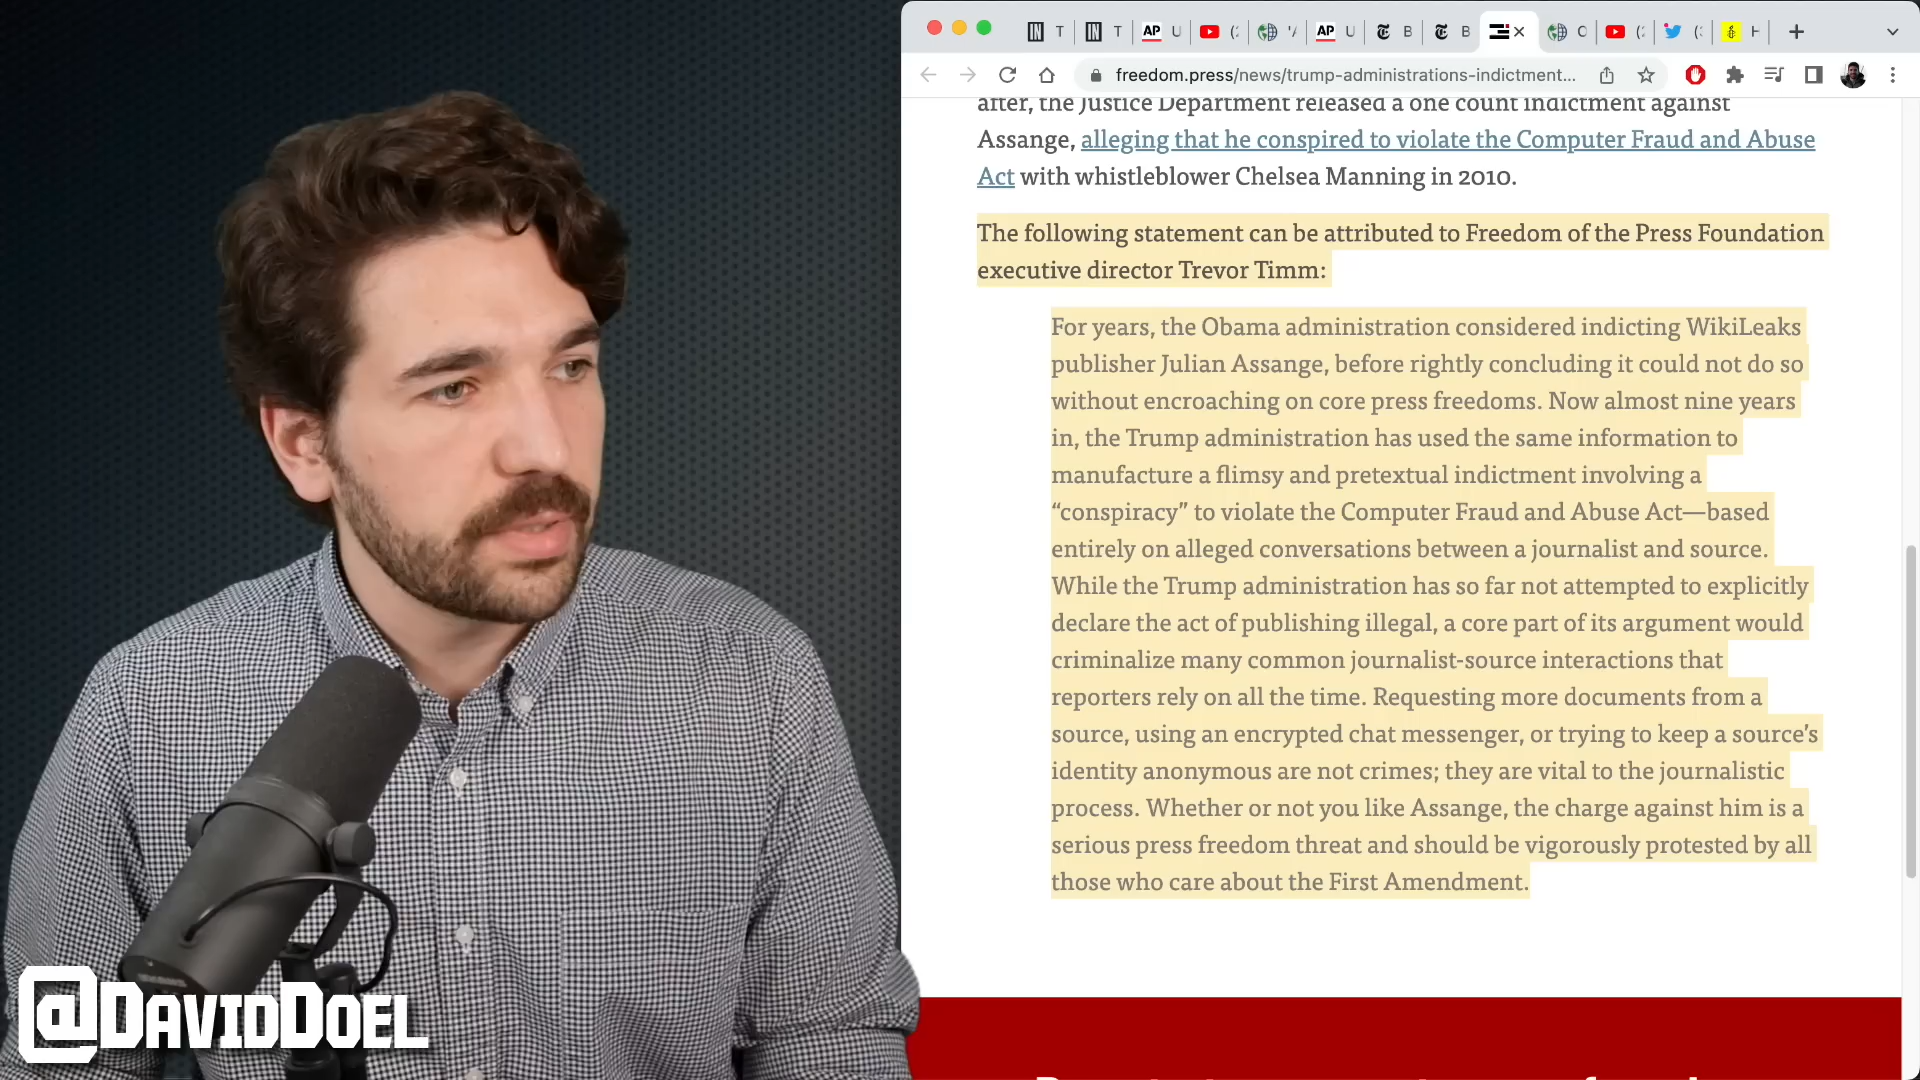 T
T
AP
U
(2
'A
AP
U
B
B
C
(2
(3
H
freedom.press/news/trump-administrations-indictment...
after, the Justice Department released a one count indictment against
Assange, alleging that he conspired to violate the Computer Fraud and Abuse
Act with whistleblower Chelsea Manning in 2010.
The following statement can be attributed to Freedom of the Press Foundation
executive director Trevor Timm:
For years, the Obama administration considered indicting WikiLeaks
publisher Julian Assange, before rightly concluding it could not do so
without encroaching on core press freedoms. Now almost nine years
in, the Trump administration has used the same information to
manufacture a flimsy and pretextual indictment involving a
“conspiracy” to violate the Computer Fraud and Abuse Act—based
entirely on alleged conversations between a journalist and source.
While the Trump administration has so far not attempted to explicitly
declare the act of publishing illegal, a core part of its argument would
criminalize many common journalist-source interactions that
reporters rely on all the time. Requesting more documents from a
source, using an encrypted chat messenger, or trying to keep a source’s
identity anonymous are not crimes; they are vital to the journalistic
process. Whether or not you like Assange, the charge against him is a
serious press freedom threat and should be vigorously protested by all
those who care about the First Amendment.
@DAVIDDOEL